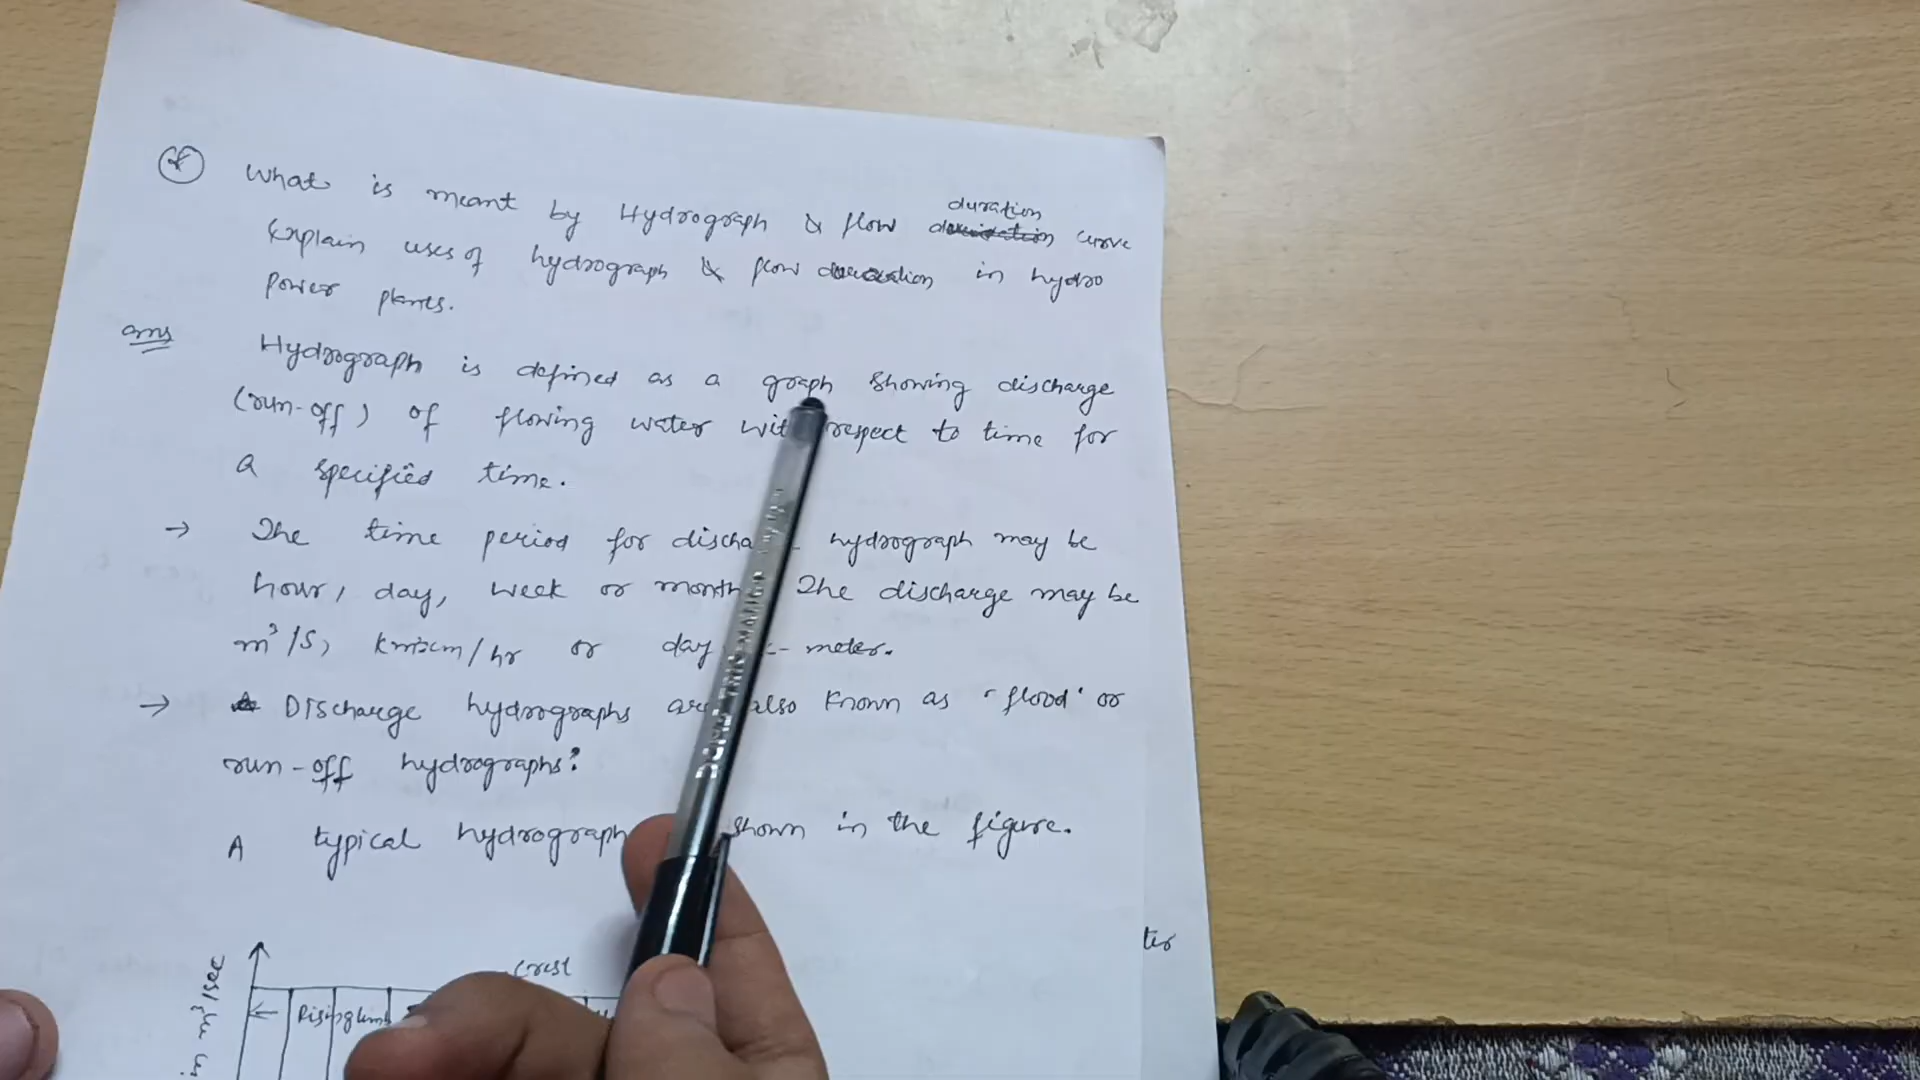 What is meant by Hydrograph & flow duration curve
Explain uses of hydrograph & flow duration in hydro
power plants.
ans
Hydrograph is defined as a graph showing discharge
(run-off) of flowing water with respect to time for
a specified time.
→ The time period for hydrograph may be
hour, day, week or month The discharge may be
m³/s, /hr or day meter.
→ Discharge hydrographs are also known as 'flood' or
run-off hydrographs?
A typical hydrograph shown in the figure.
ter
crest
in m³/sec
Rising limb